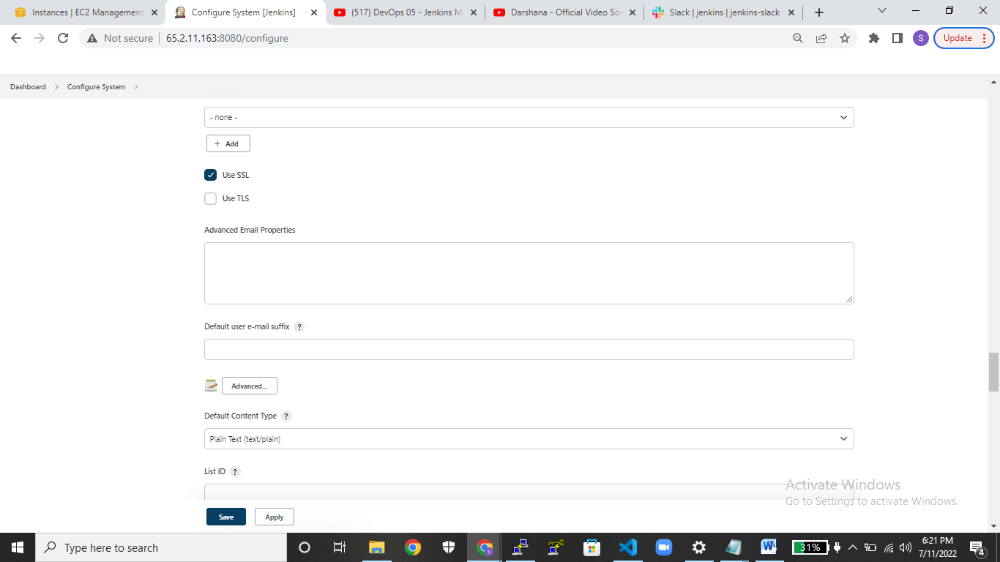 Instances | EC2 Management
Configure System [Jenkins]
(517) DevOps 05 - Jenkins Ma
Darshana - Official Video Son
Slack | jenkins | jenkins-slack
Not secure
65.2.11.163:8080/configure
S
Update
Dashboard
Configure System
- none -
+ Add
Use SSL
Use TLS
Advanced Email Properties
Default user e-mail suffix ?
Advanced...
Default Content Type ?
Plain Text (text/plain)
List ID ?
Activate Windows
Go to Settings to activate Windows.
Save
Apply
Type here to search
31%
6:21 PM
7/11/2022
4